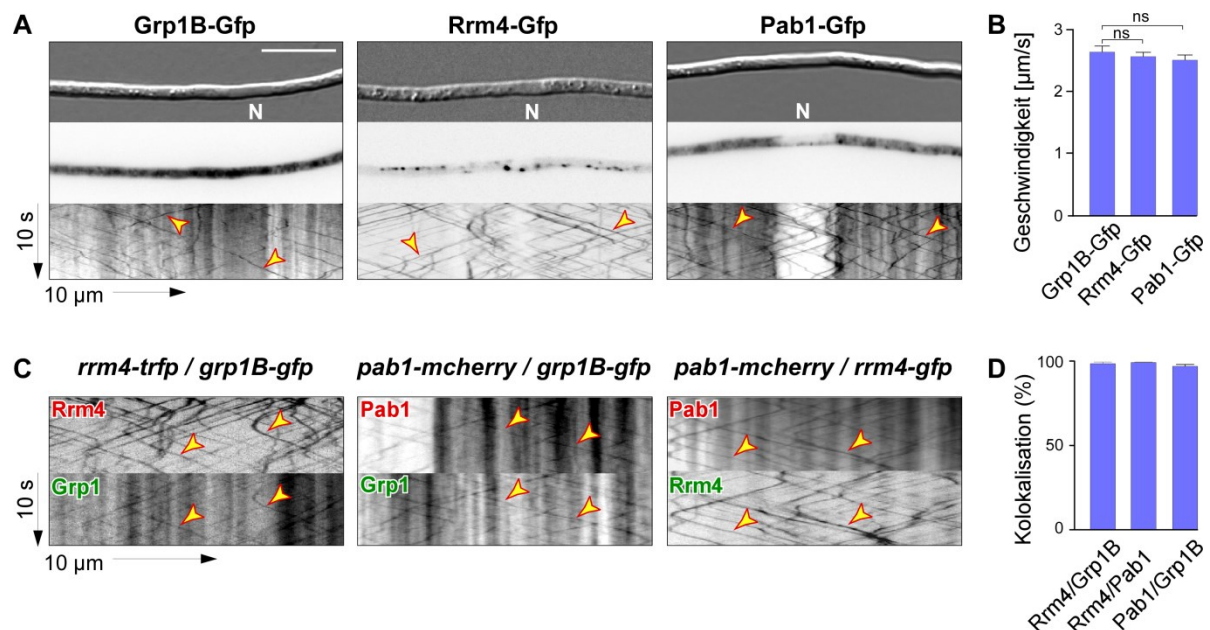 A
Grp1B-Gfp
Rrm4-Gfp
Pab1-Gfp
N
N
N
10 s
10 µm
B
Geschwindigkeit [µm/s]
3
2
1
0
ns
ns
Grp1B-Gfp
Rrm4-Gfp
Pab1-Gfp
C
rrm4-trfp / grp1B-gfp
pab1-mcherry / grp1B-gfp
pab1-mcherry / rrm4-gfp
Rrm4
Pab1
Pab1
Grp1
Grp1
Rrm4
10 s
10 µm
D
Kolokalisation (%)
100
50
0
Rrm4/Grp1B
Rrm4/Pab1
Pab1/Grp1B